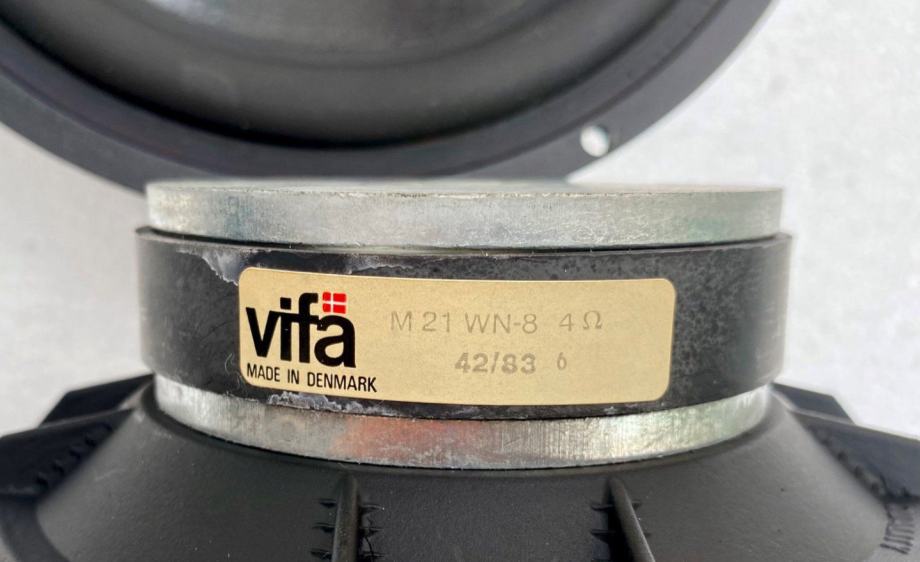 vifa
M 21 WN-8 4 Ω
42/83 6
MADE IN DENMARK